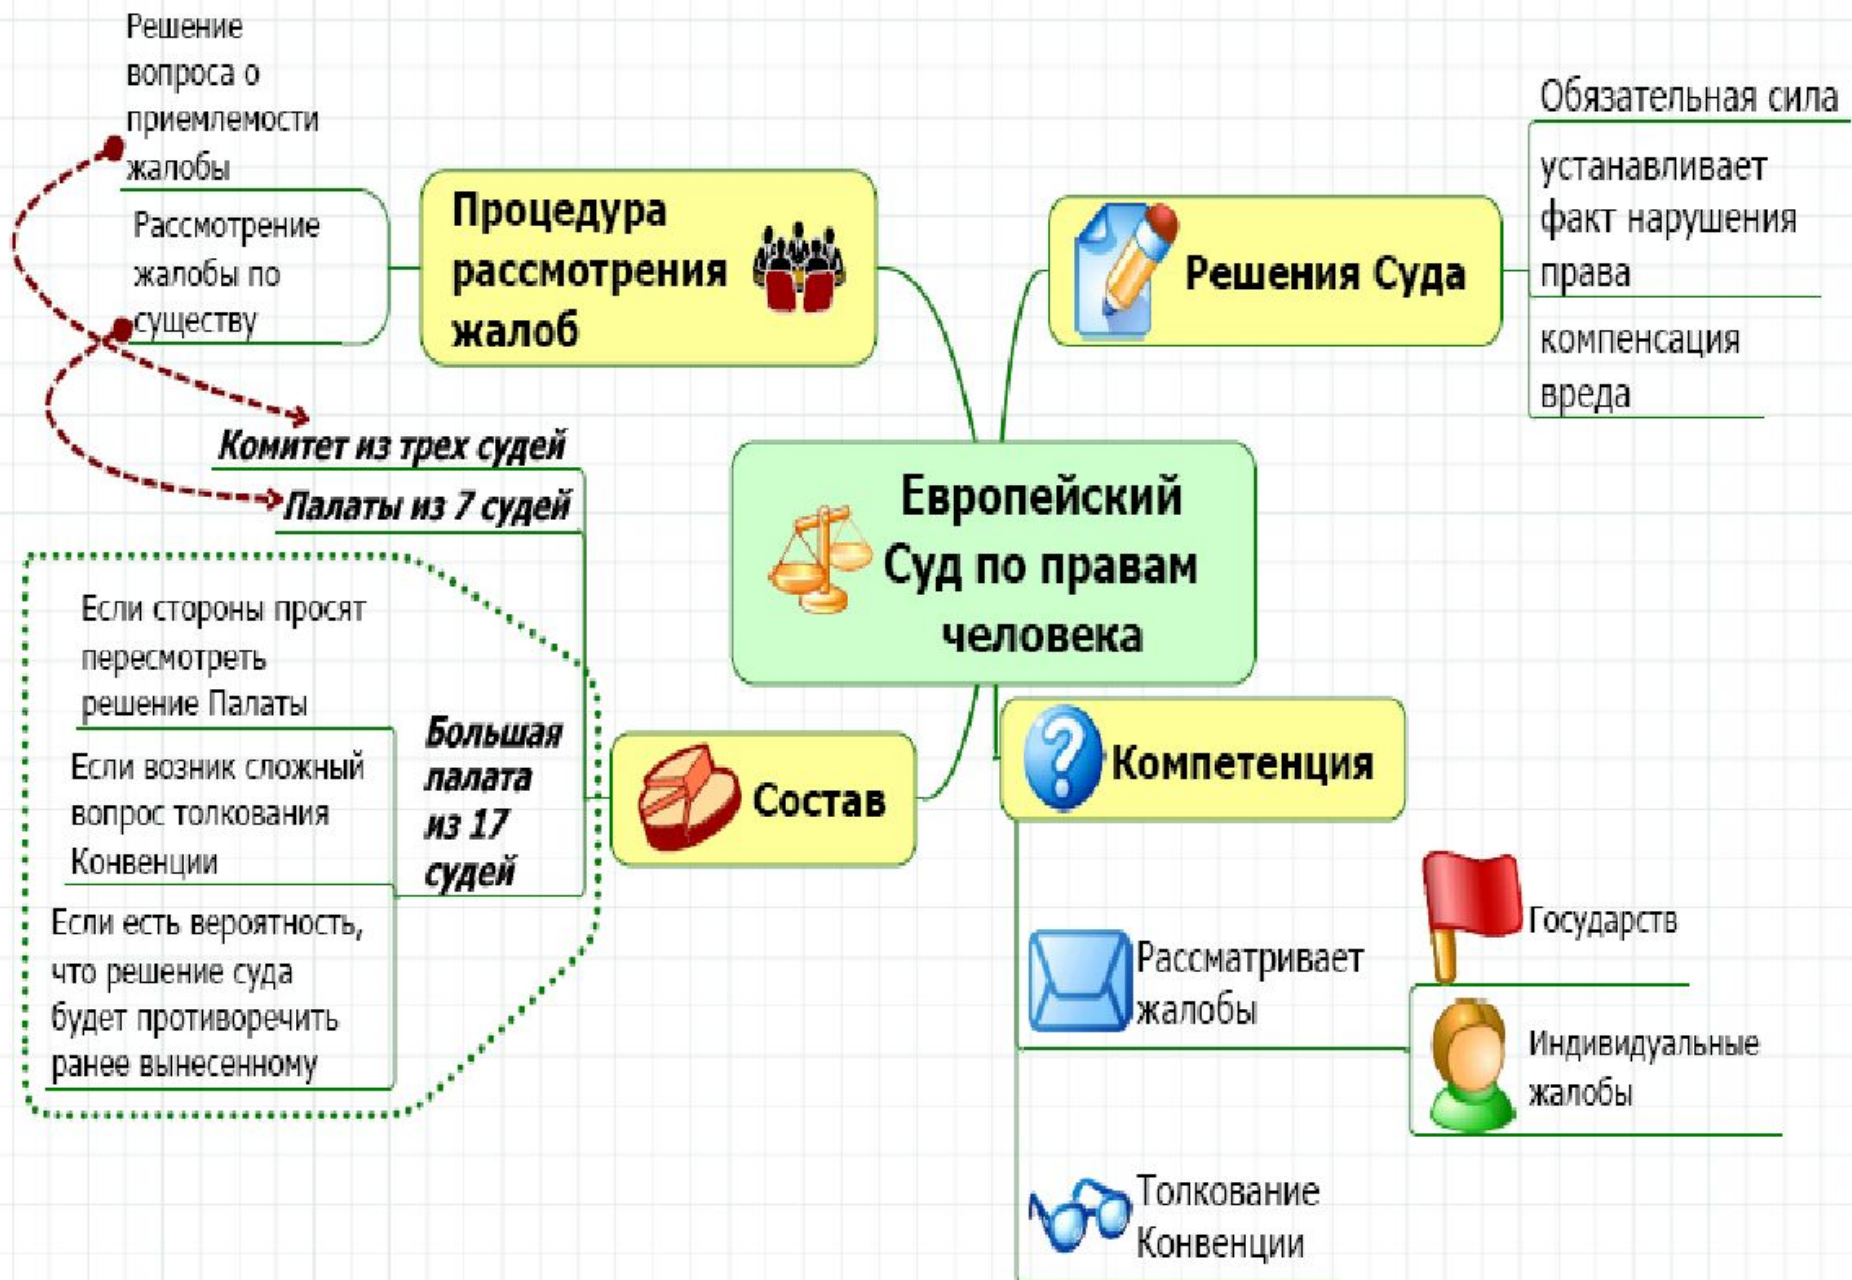 Решение
вопроса о
приемлемости
жалобы
Рассмотрение
жалобы по
существу
Процедура
рассмотрения
жалоб
Решения Суда
Обязательная сила
устанавливает
факт нарушения
права
компенсация
вреда
Европейский
Суд по правам
человека
Комитет из трех судей
Палаты из 7 судей
Большая
палата
из 17
судей
Если стороны просят
пересмотреть
решение Палаты
Если возник сложный
вопрос толкования
Конвенции
Если есть вероятность,
что решение суда
будет противоречить
ранее вынесенному
Состав
Компетенция
Рассматривает
жалобы
Государств
Индивидуальные
жалобы
Толкование
Конвенции